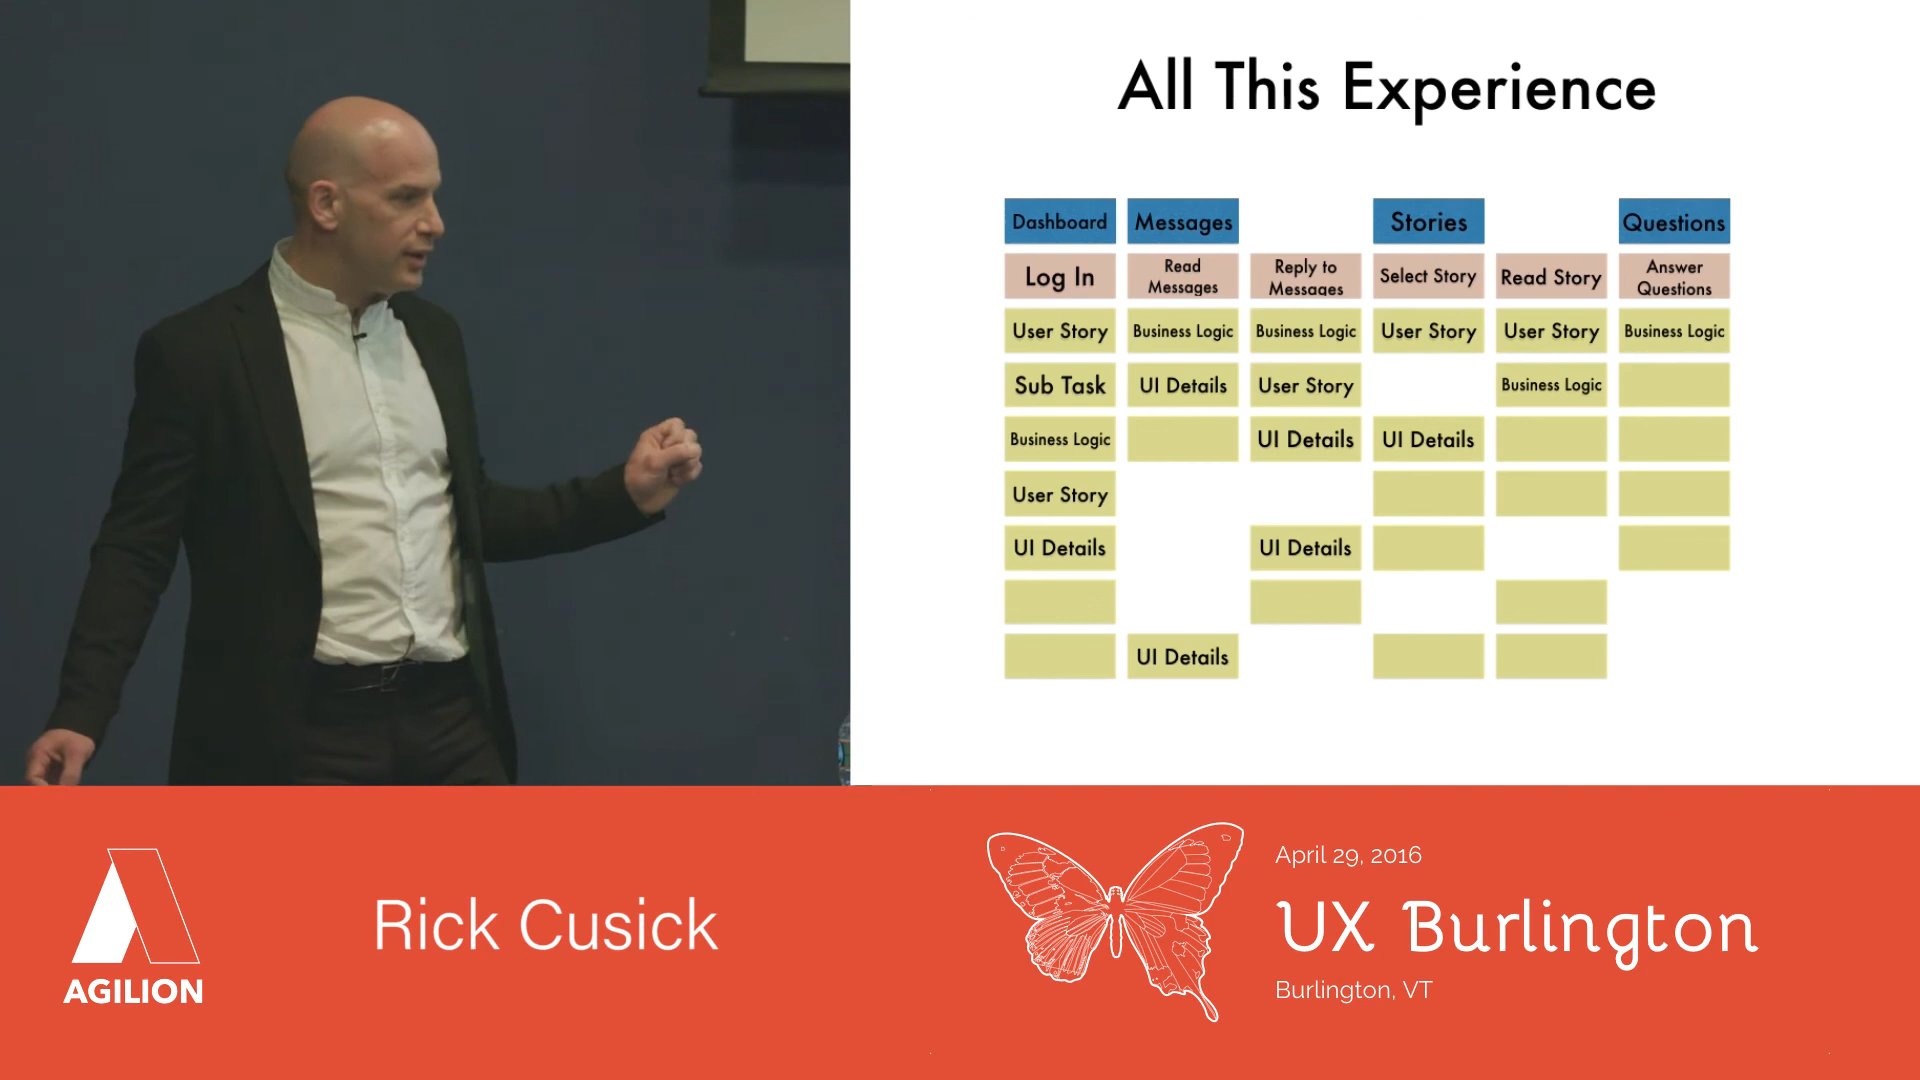 All This Experience
Dashboard Messages Stories Questions
Log In Read Messages Reply to Messages Select Story Read Story Answer Questions
User Story Business Logic Business Logic User Story User Story Business Logic
Sub Task UI Details User Story Business Logic
Business Logic UI Details UI Details
User Story
UI Details UI Details
UI Details
AGILION
Rick Cusick
April 29, 2016
UX Burlington
Burlington, VT